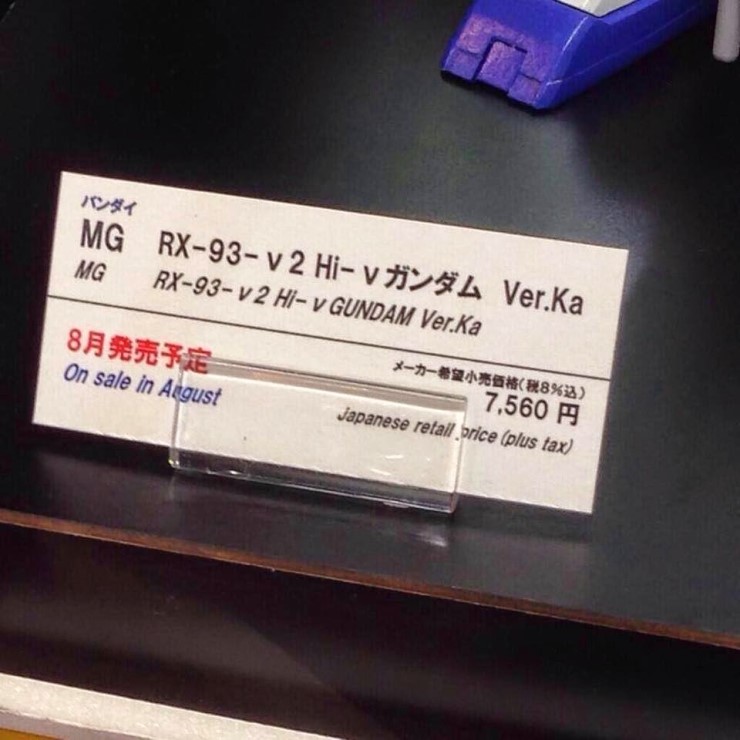 バンダイ
MG RX-93-ν2 Hi-νガンダム Ver.Ka
MG RX-93-ν2 Hi-ν GUNDAM Ver.Ka
8月発売予定
On sale in August
メーカー希望小売価格(税8%込)
7,560 円
Japanese retail price (plus tax)